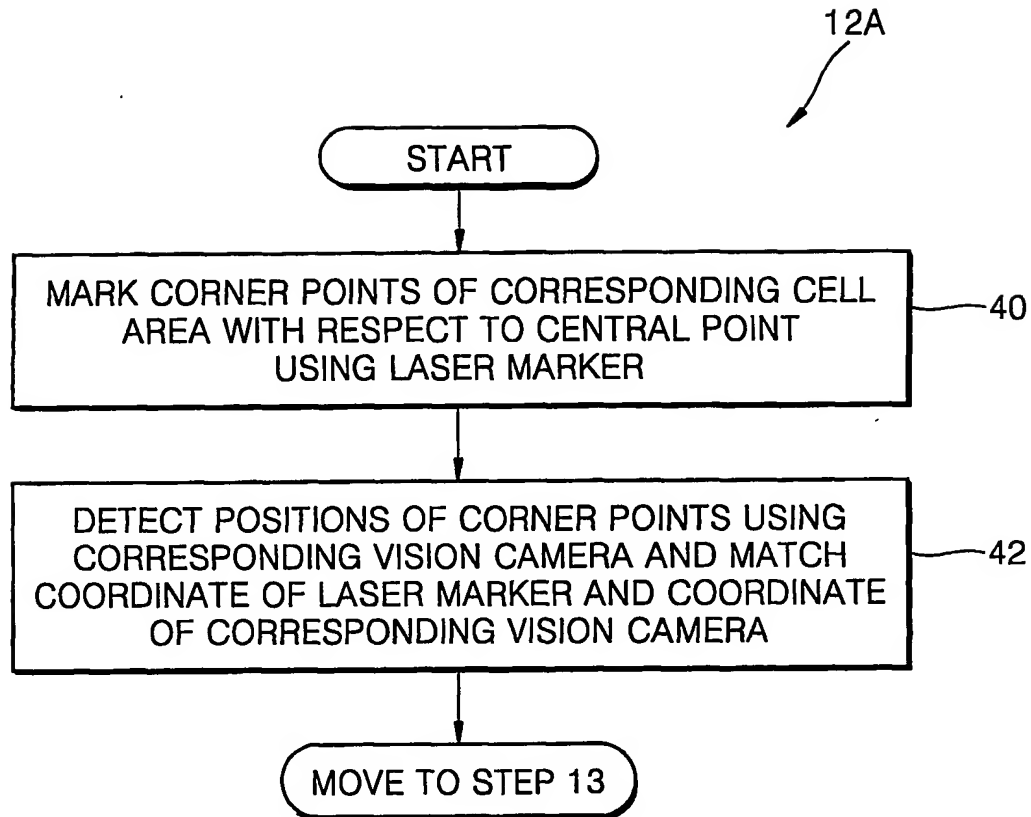 12A
START
MARK CORNER POINTS OF CORRESPONDING CELL
AREA WITH RESPECT TO CENTRAL POINT
USING LASER MARKER
40
DETECT POSITIONS OF CORNER POINTS USING
CORRESPONDING VISION CAMERA AND MATCH
COORDINATE OF LASER MARKER AND COORDINATE
OF CORRESPONDING VISION CAMERA
42
MOVE TO STEP 13